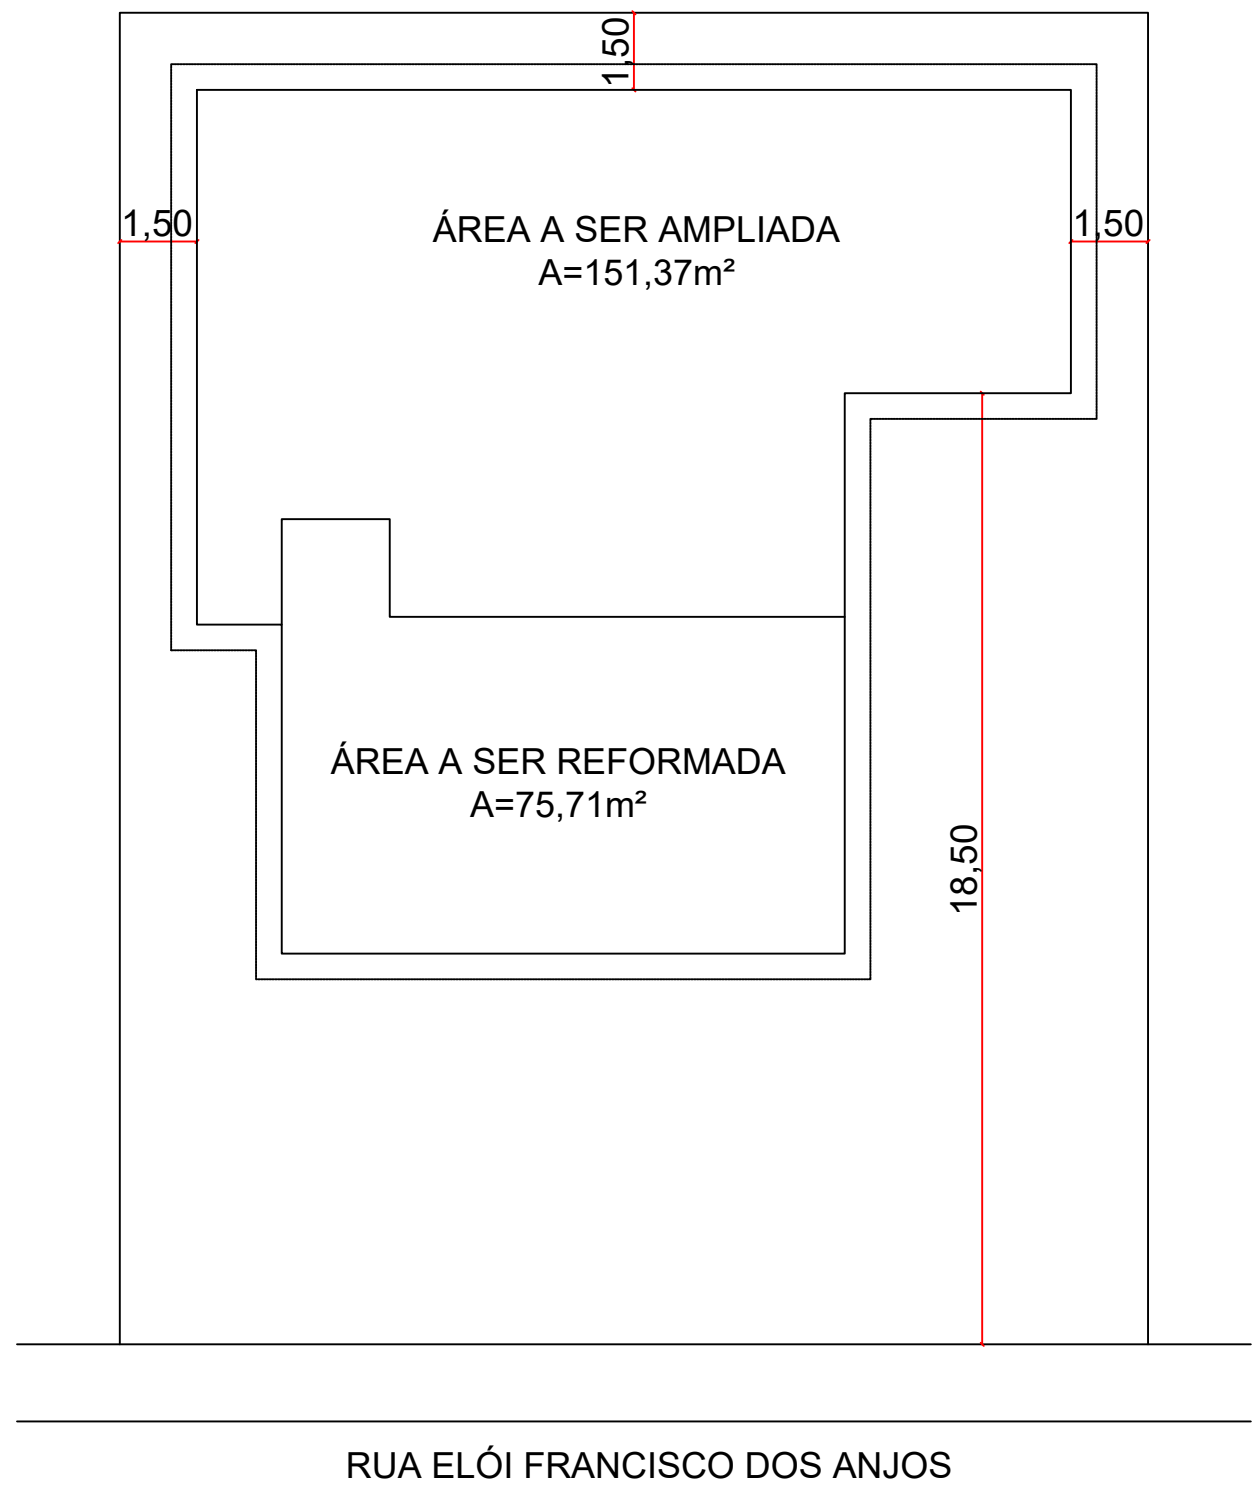 1,50
1,50
1,50
ÁREA A SER AMPLIADA
A=151,37m²
ÁREA A SER REFORMADA
A=75,71m²
18,50
RUA ELÓI FRANCISCO DOS ANJOS